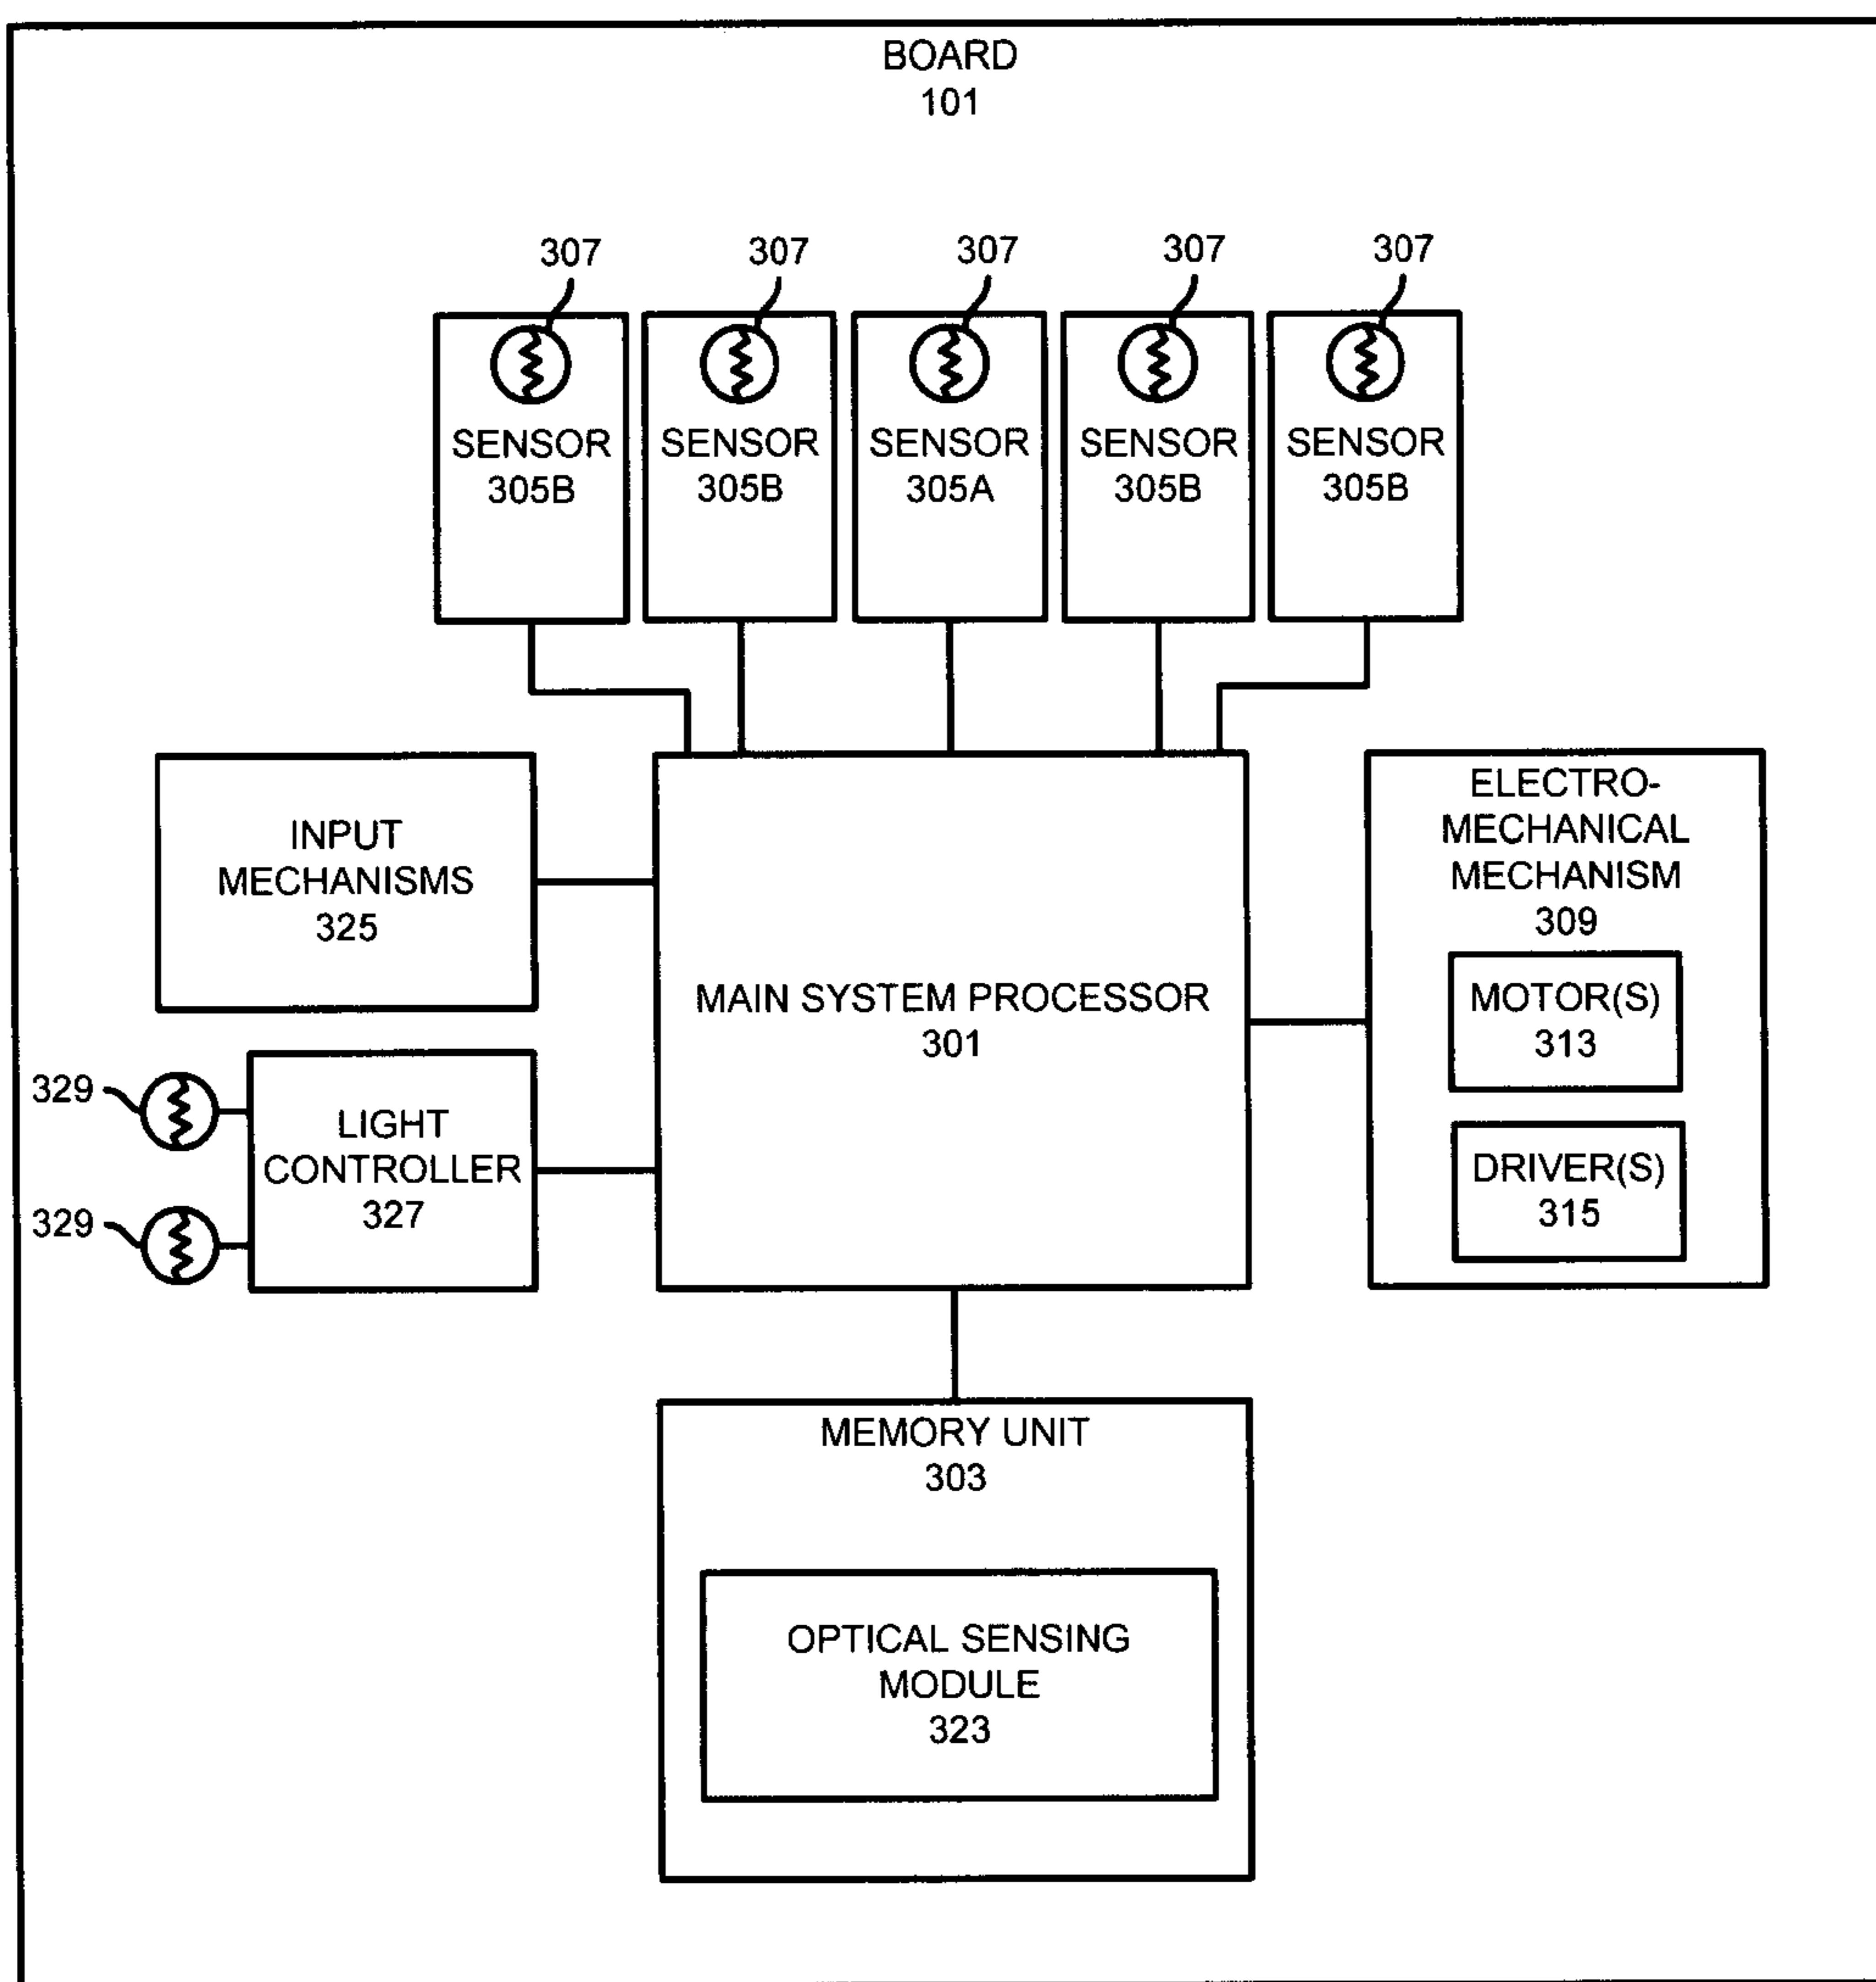 BOARD
101
307
307
307
307
307
SENSOR
305B
SENSOR
305B
SENSOR
305A
SENSOR
305B
SENSOR
305B
INPUT
MECHANISMS
325
MAIN SYSTEM PROCESSOR
301
ELECTRO-
MECHANICAL
MECHANISM
309
MOTOR(S)
313
DRIVER(S)
315
329
329
LIGHT
CONTROLLER
327
MEMORY UNIT
303
OPTICAL SENSING
MODULE
323